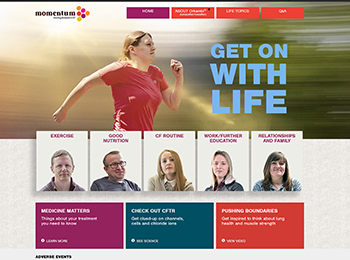 momentum
HOME
ABOUT Orkambi®
LIFE TOPICS
Q&A
GET ON
WITH
LIFE
EXERCISE
GOOD
NUTRITION
CF ROUTINE
WORK/FURTHER
EDUCATION
RELATIONSHIPS
AND FAMILY
MEDICINE MATTERS
Things about your treatment
you need to know
LEARN MORE
CHECK OUT CFTR
Get clued-up on channels,
cells and chloride ions
SEE SCIENCE
PUSHING BOUNDARIES
Get inspired to think about lung
health and muscle strength
VIEW VIDEO
ADVERSE EVENTS